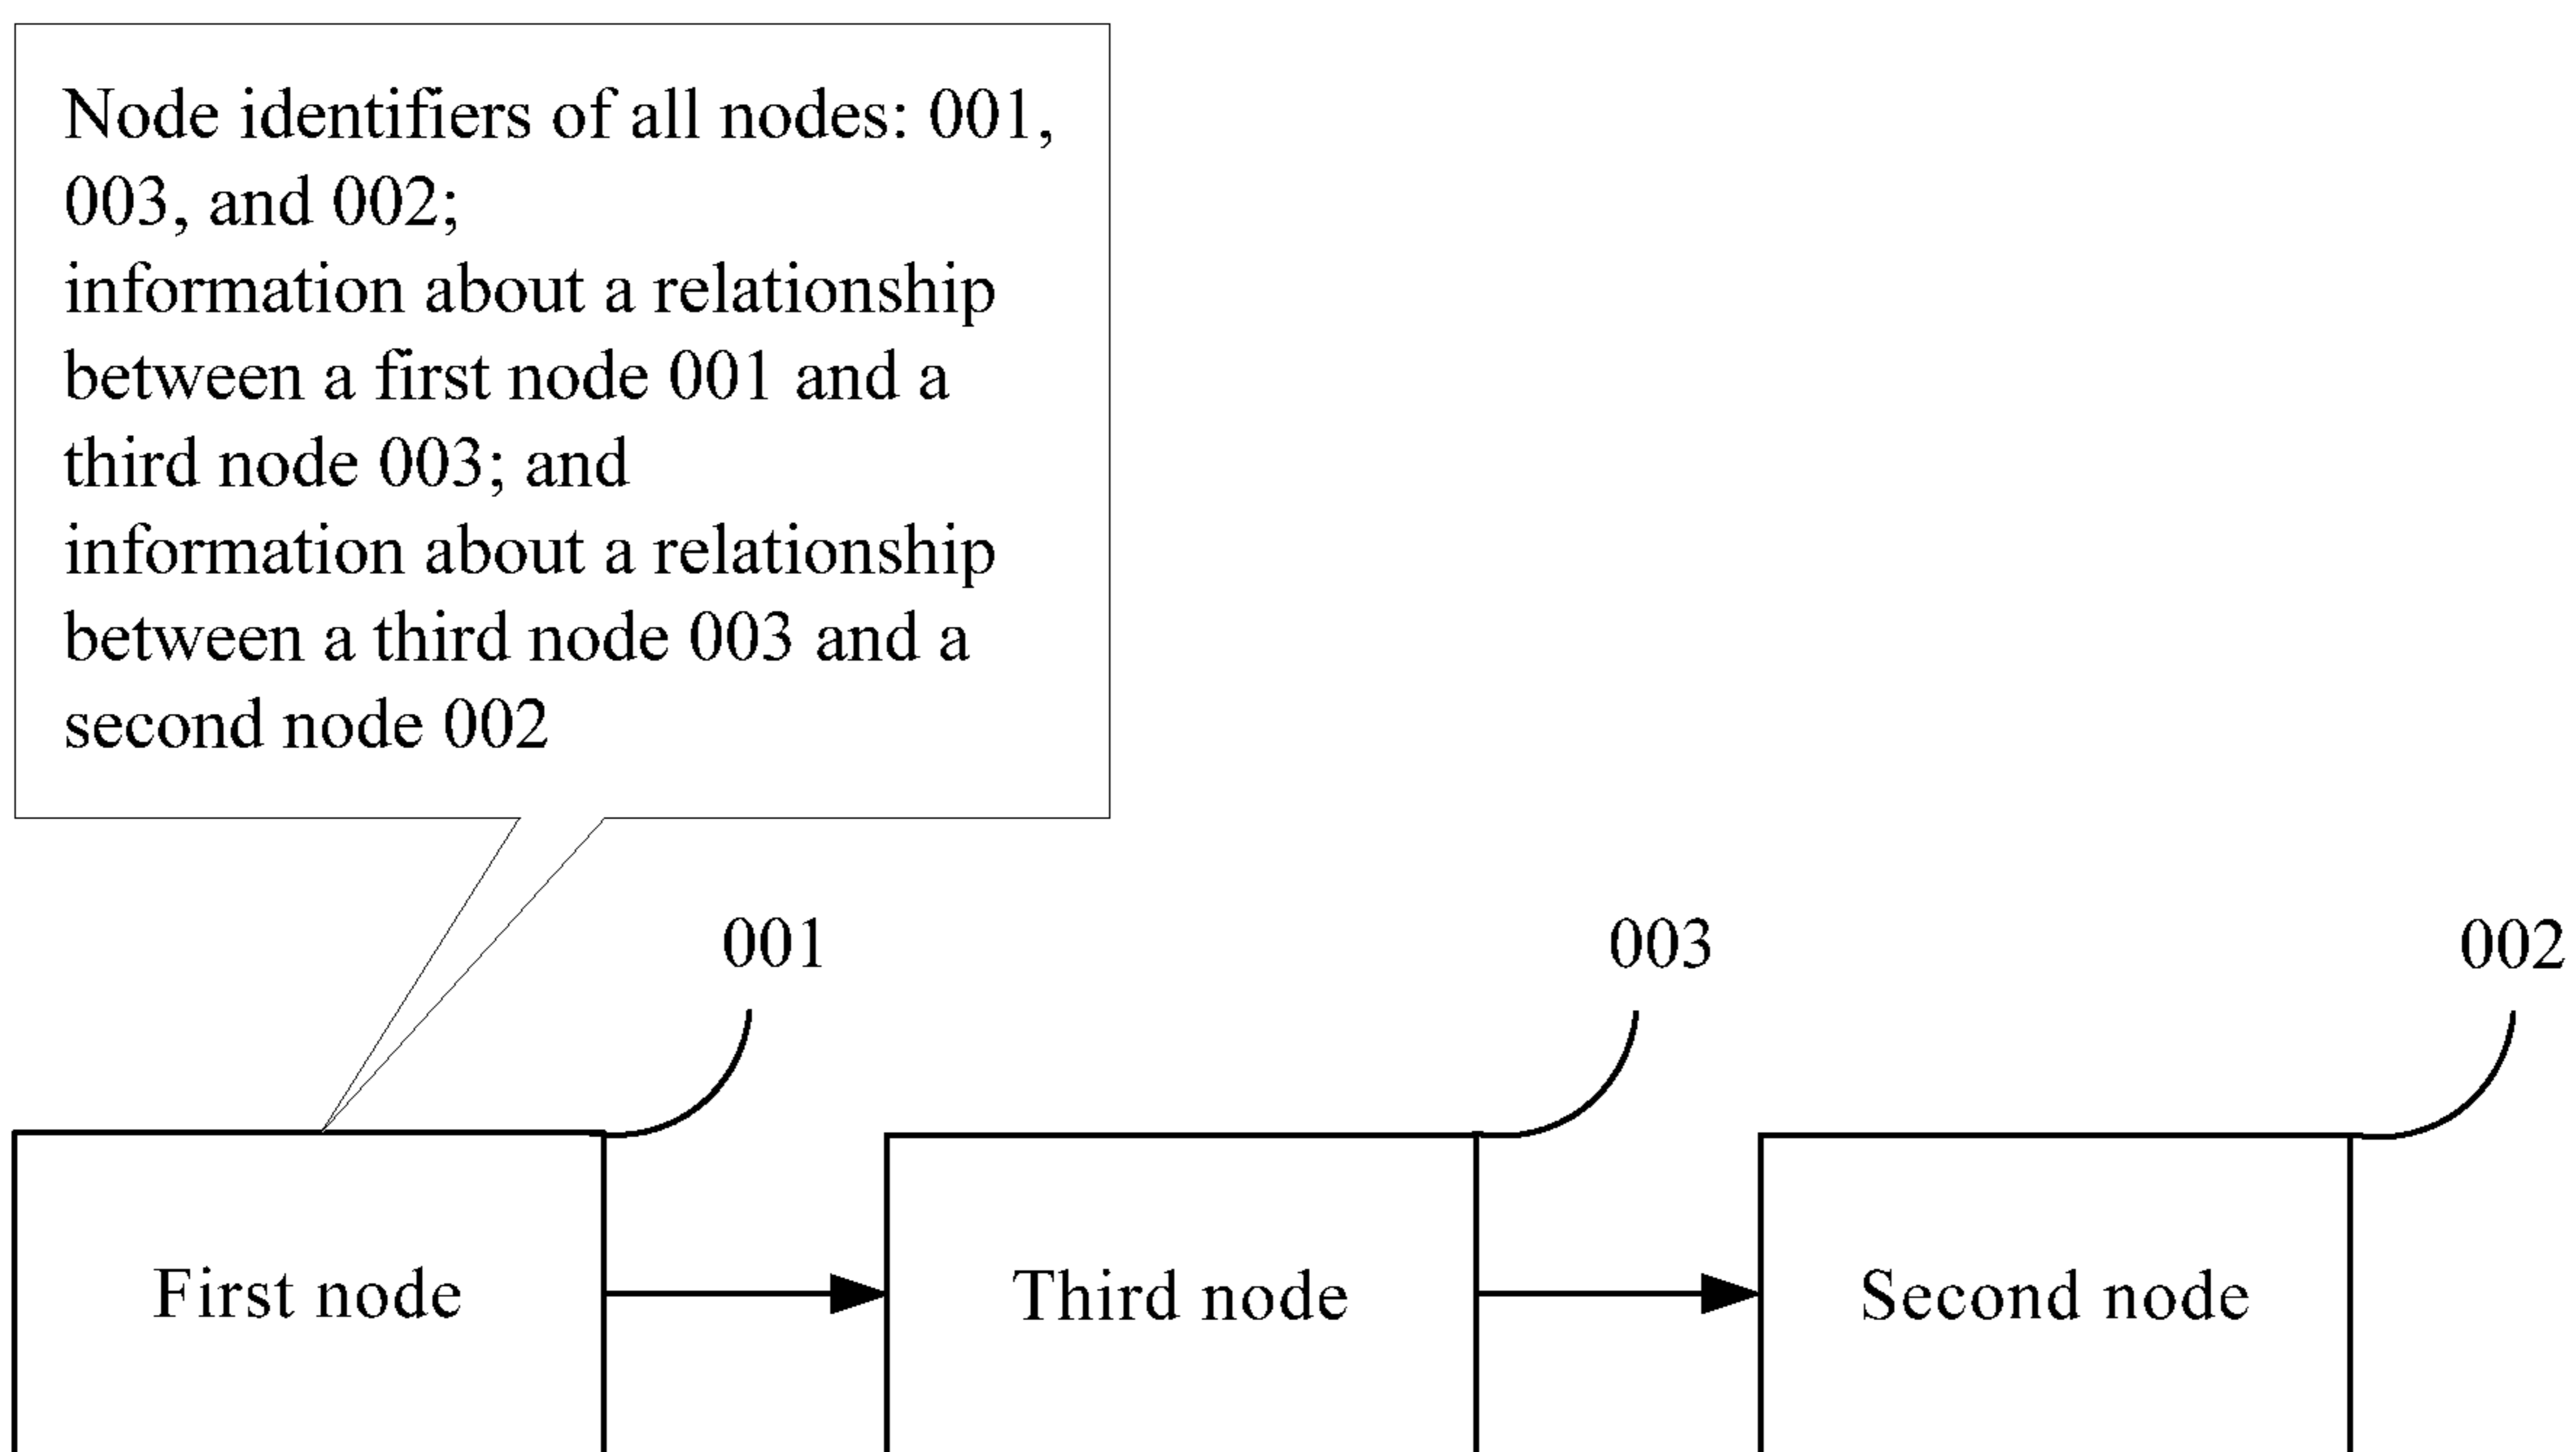 Node identifiers of all nodes: 001,
003, and 002;
information about a relationship
between a first node 001 and a
third node 003; and
information about a relationship
between a third node 003 and a
second node 002
001
003
002
First node
Third node
Second node